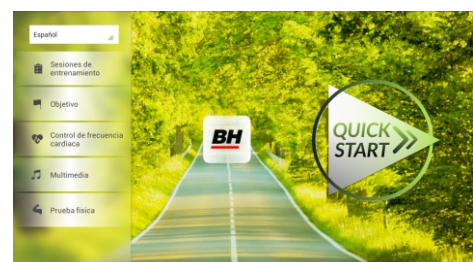 Español
Sesiones de
entrenamiento
Objetivo
Control de frecuencia
cardiaca
Multimedia
Prueba física
BH
QUICK
START